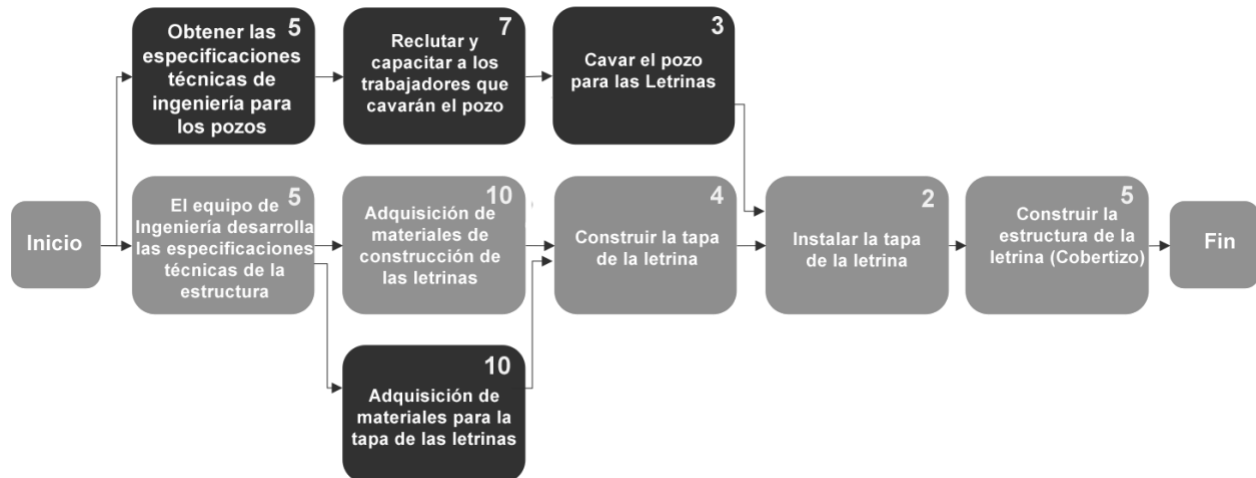 5
Obtener las
especificaciones
técnicas de
ingeniería para
los pozos
7
Reclutar y
capacitar a los
trabajadores que
cavarán el pozo
3
Cavar el pozo
para las Letrinas
Inicio
5
El equipo de
Ingeniería desarrolla
las especificaciones
técnicas de la
estructura
10
Adquisición de
materiales de
construcción de
las letrinas
4
Construir la tapa
de la letrina
2
Instalar la tapa
de la letrina
5
Construir la
estructura de la
letrina (Cobertizo)
Fin
10
Adquisición de
materiales para la
tapa de las letrinas